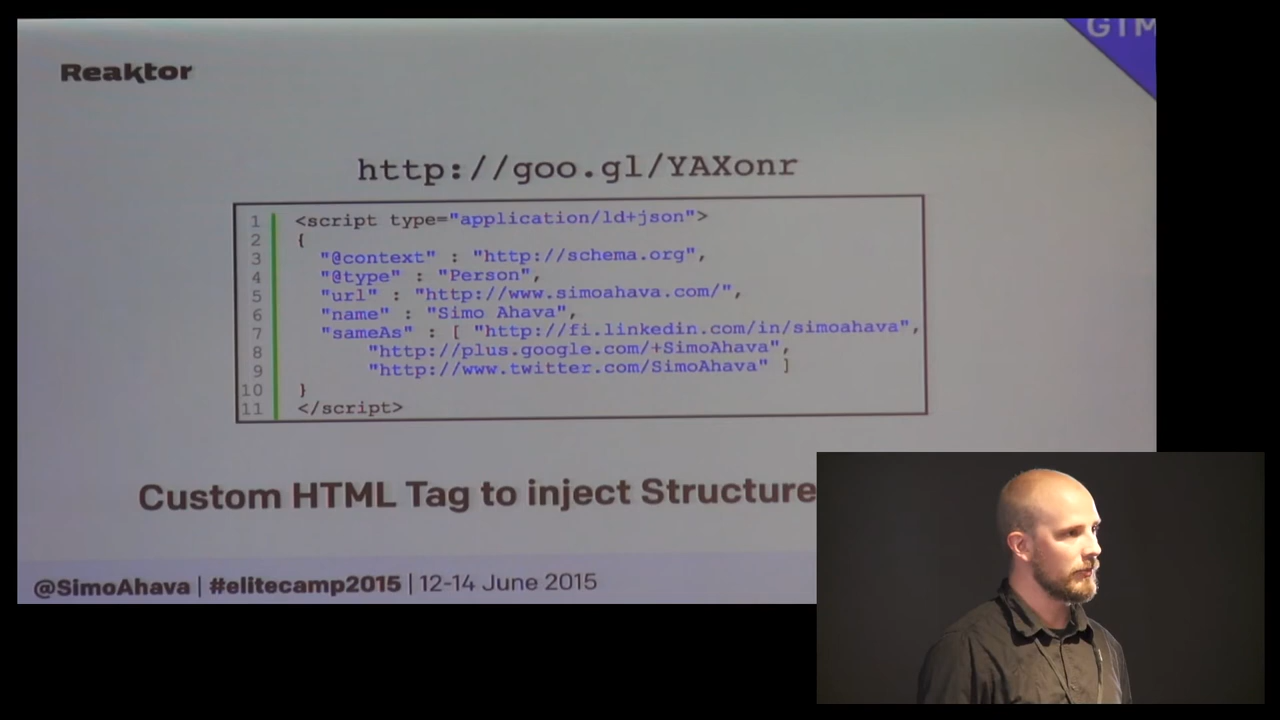 GTM
Reaktor
http://goo.gl/YAXonr
1 <script type="application/ld+json">
2 {
3 "@context" : "http://schema.org",
4 "@type" : "Person",
5 "url" : "http://www.simoahava.com/",
6 "name" : "Simo Ahava",
7 "sameAs" : [ "http://fi.linkedin.com/in/simoahava",
8 "http://plus.google.com/+SimoAhava",
9 "http://www.twitter.com/SimoAhava" ]
10 }
11 </script>
Custom HTML Tag to inject Structure
@SimoAhava | #elitecamp2015 | 12-14 June 2015